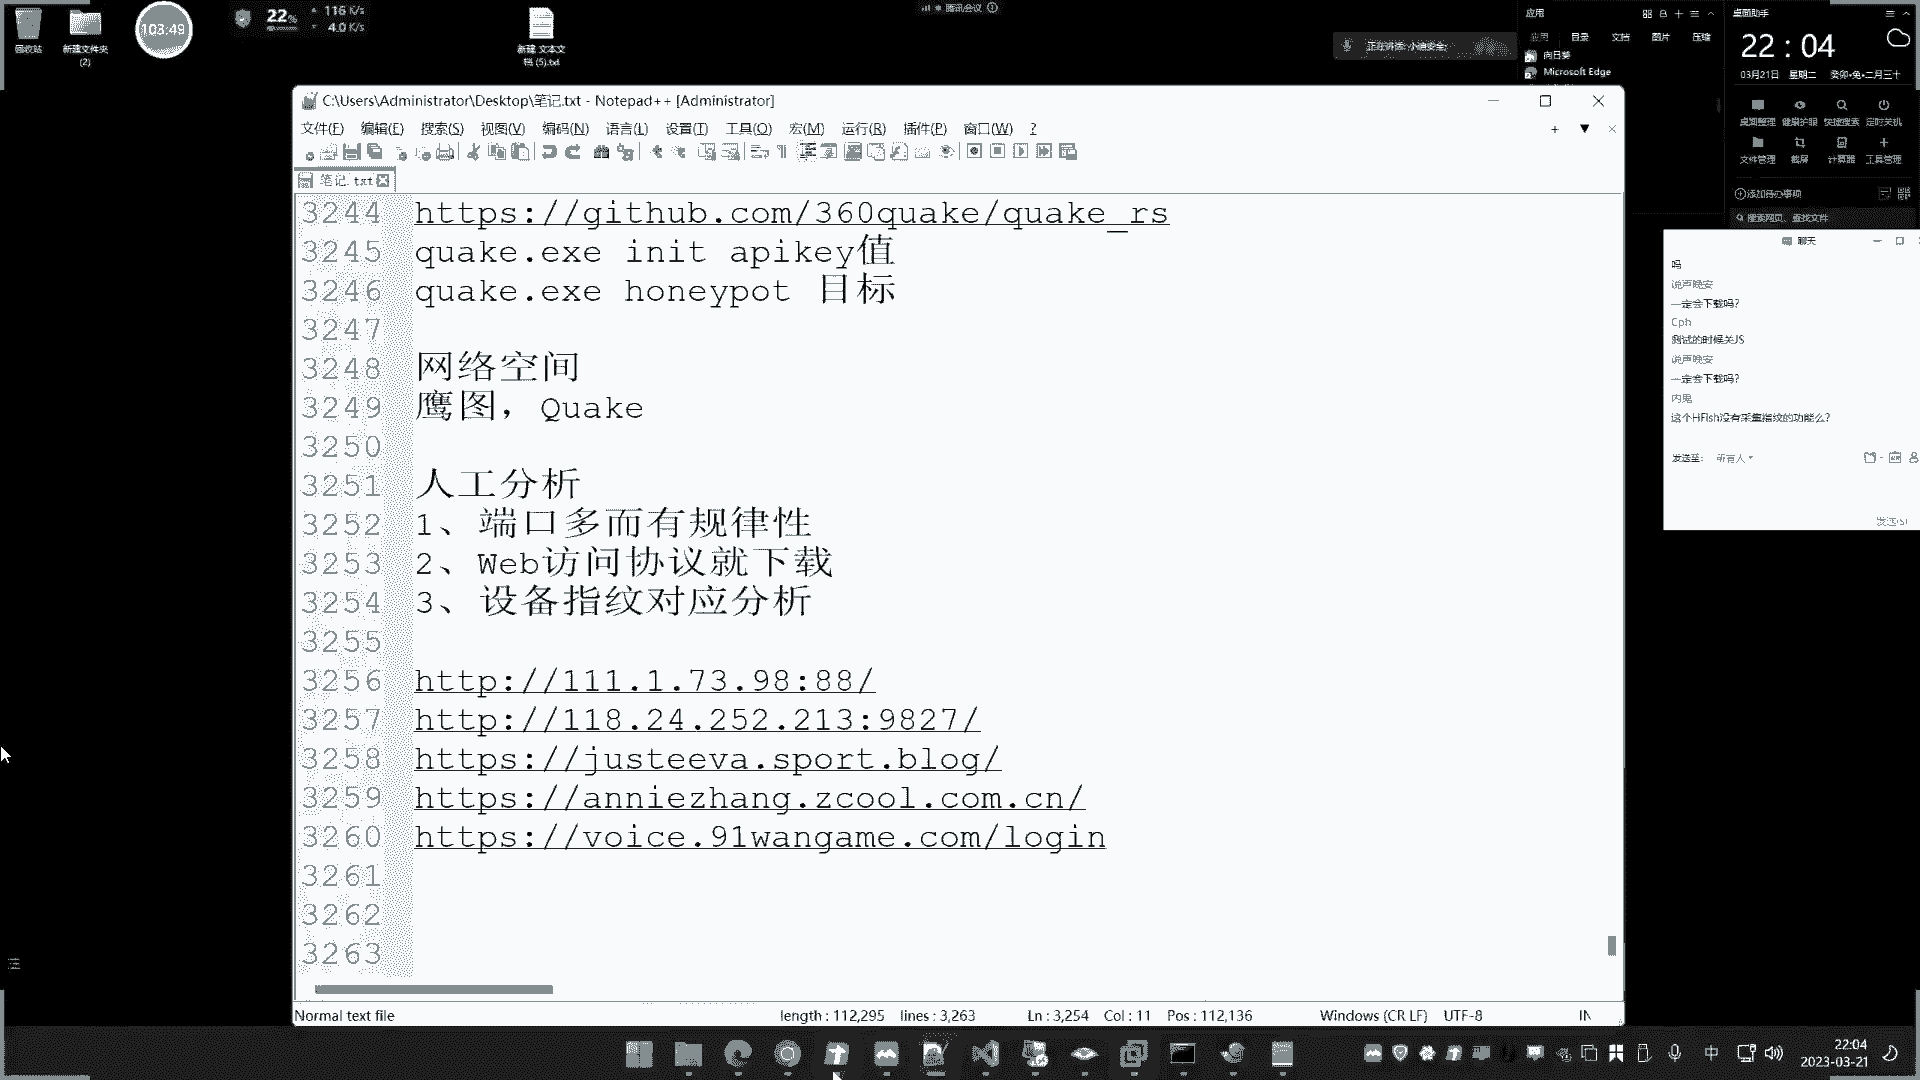 回收站
新建文件夹
(2)
103:49
22%
116 K/s
4.0 K/s
新建 文本文
档 (5).txt
腾讯会议
正在讲话: 小迪安全;
应用
应用 目录 文档 图片 压缩
向日葵
Microsoft Edge
桌面助手
22 : 04
03月21日 星期二 癸卯•兔•二月三十
桌面整理 健康护眼 快捷搜索 定时关机
文件管理 截屏 计算器 工具管理
添加待办事项
搜索网页、查找文件
C:\Users\Administrator\Desktop\笔记.txt - Notepad++ [Administrator]
文件(F) 编辑(E) 搜索(S) 视图(V) 编码(N) 语言(L) 设置(T) 工具(O) 宏(M) 运行(R) 插件(P) 窗口(W) ?
笔记.txt
3244 https://github.com/360quake/quake_rs
3245 quake.exe init apikey值
3246 quake.exe honeypot 目标
3247
3248 网络空间
3249 鹰图，Quake
3250
3251 人工分析
3252 1、端口多而有规律性
3253 2、Web访问协议就下载
3254 3、设备指纹对应分析
3255
3256 http://111.1.73.98:88/
3257 http://118.24.252.213:9827/
3258 https://justeeva.sport.blog/
3259 https://anniezhang.zcool.com.cn/
3260 https://voice.91wangame.com/login
3261
3262
3263
聊天
吗
说声晚安
一定会下载吗?
Cph
测试的时候关JS
说声晚安
一定会下载吗?
内鬼
这个HFish没有采集指纹的功能么?
发送至: 所有人
发送(S)
Normal text file length : 112,295 lines : 3,263 Ln : 3,254 Col : 11 Pos : 112,136 Windows (CR LF) UTF-8 IN
中
22:04
2023-03-21